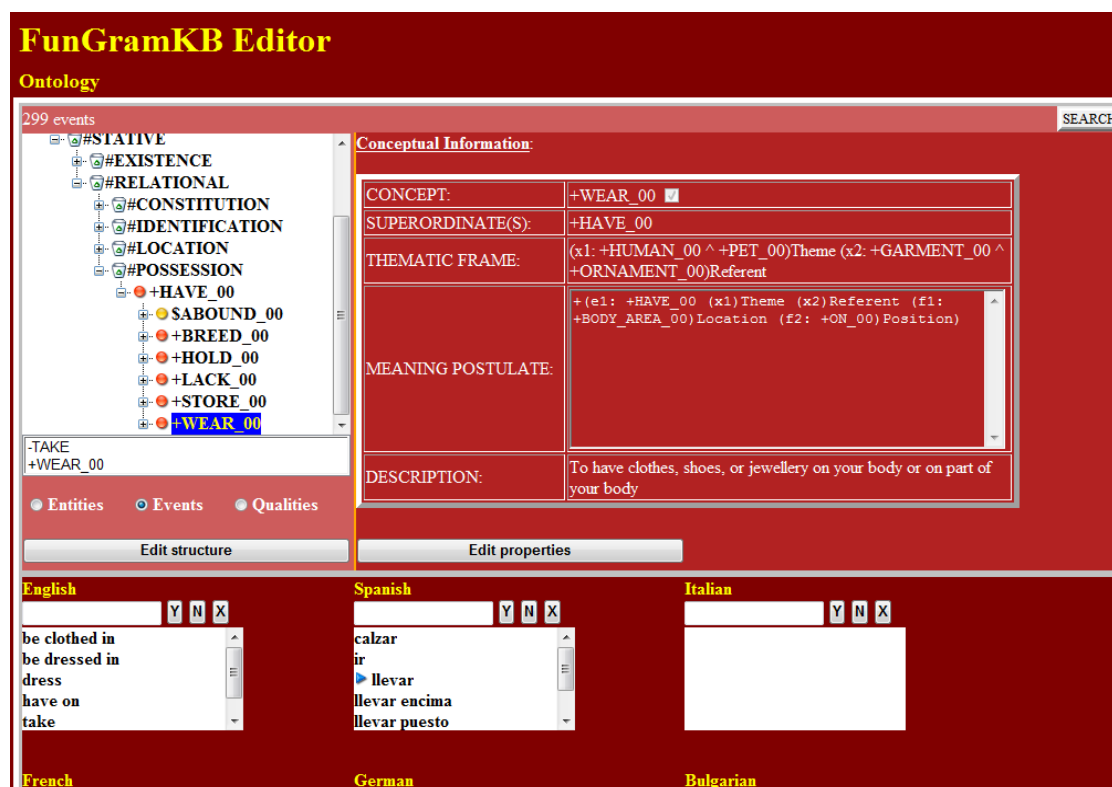 FunGramKB Editor
Ontology
299 events
SEARCH
#STATIVE
#EXISTENCE
#RELATIONAL
#CONSTITUTION
#IDENTIFICATION
#LOCATION
#POSSESSION
+HAVE_00
$ABOUND_00
+BREED_00
+HOLD_00
+LACK_00
+STORE_00
+WEAR_00
-TAKE
+WEAR_00
Entities Events Qualities
Edit structure
Conceptual Information:
CONCEPT: +WEAR_00
SUPERORDINATE(S): +HAVE_00
THEMATIC FRAME: (x1: +HUMAN_00 ^ +PET_00)Theme (x2: +GARMENT_00 ^
+ORNAMENT_00)Referent
MEANING POSTULATE: +(e1: +HAVE_00 (x1)Theme (x2)Referent (f1:
+BODY_AREA_00)Location (f2: +ON_00)Position)
DESCRIPTION: To have clothes, shoes, or jewellery on your body or on part of
your body
Edit properties
English
Y N X
be clothed in
be dressed in
dress
have on
take
Spanish
Y N X
calzar
ir
llevar
llevar encima
llevar puesto
Italian
Y N X
French German Bulgarian